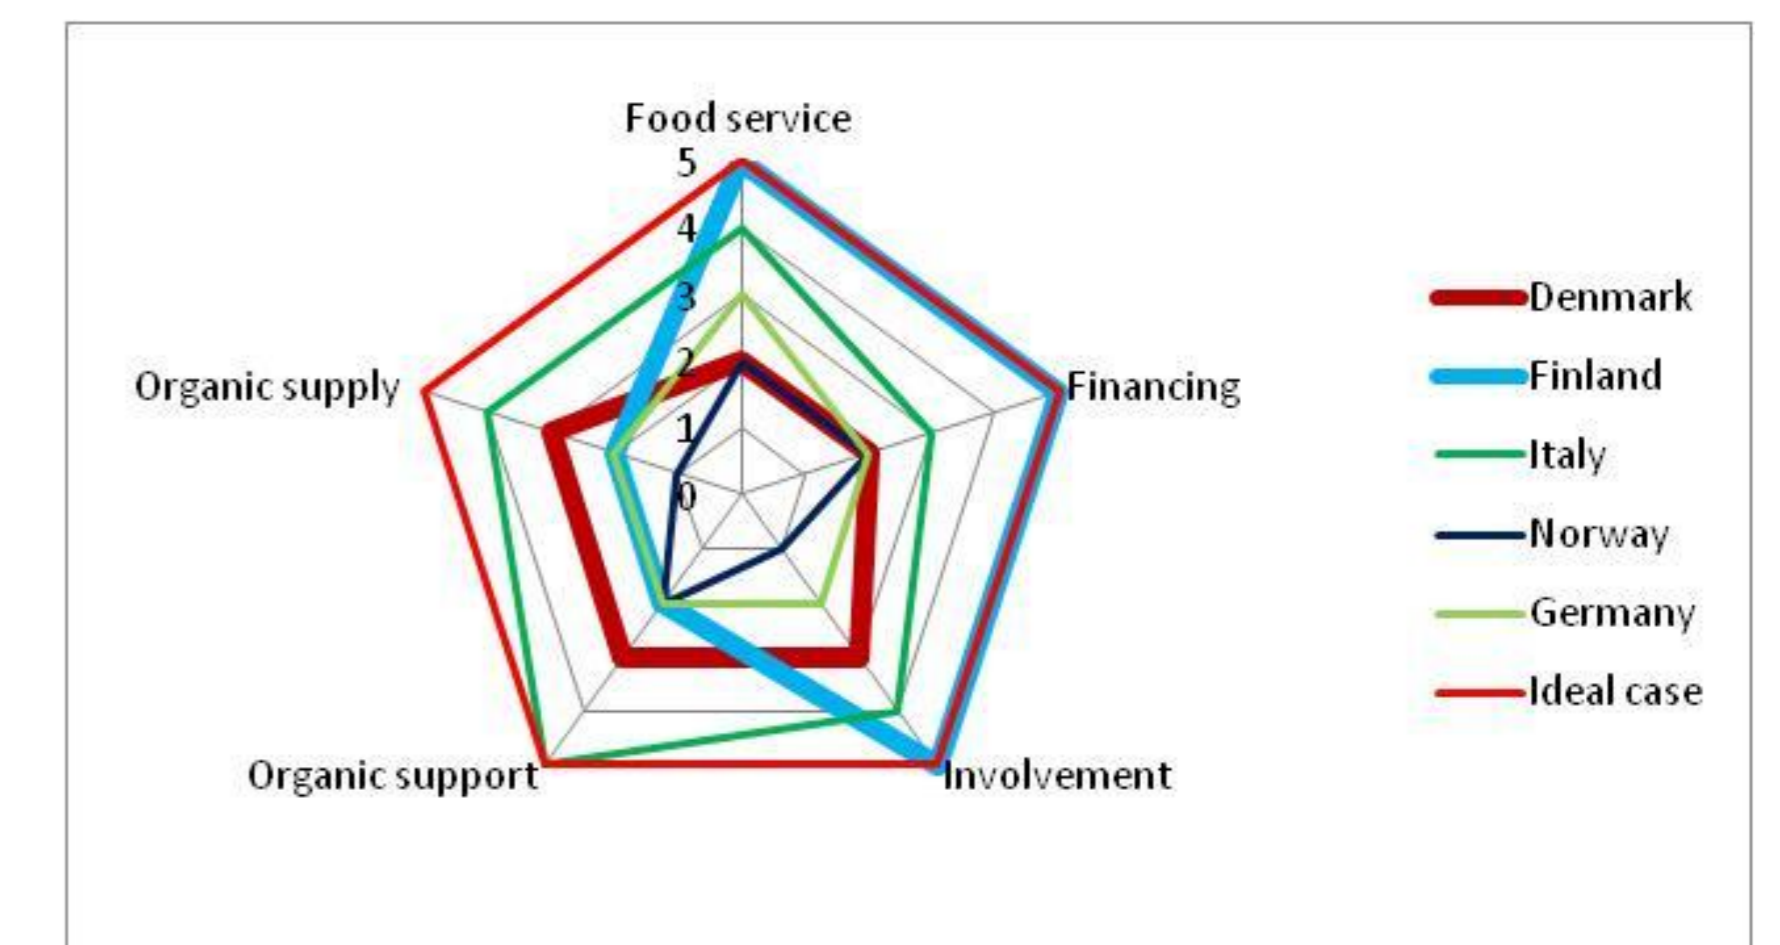 Food service
5
4
3
2
1
0
Organic supply
Financing
Organic support
Involvement
Denmark
Finland
Italy
Norway
Germany
Ideal case